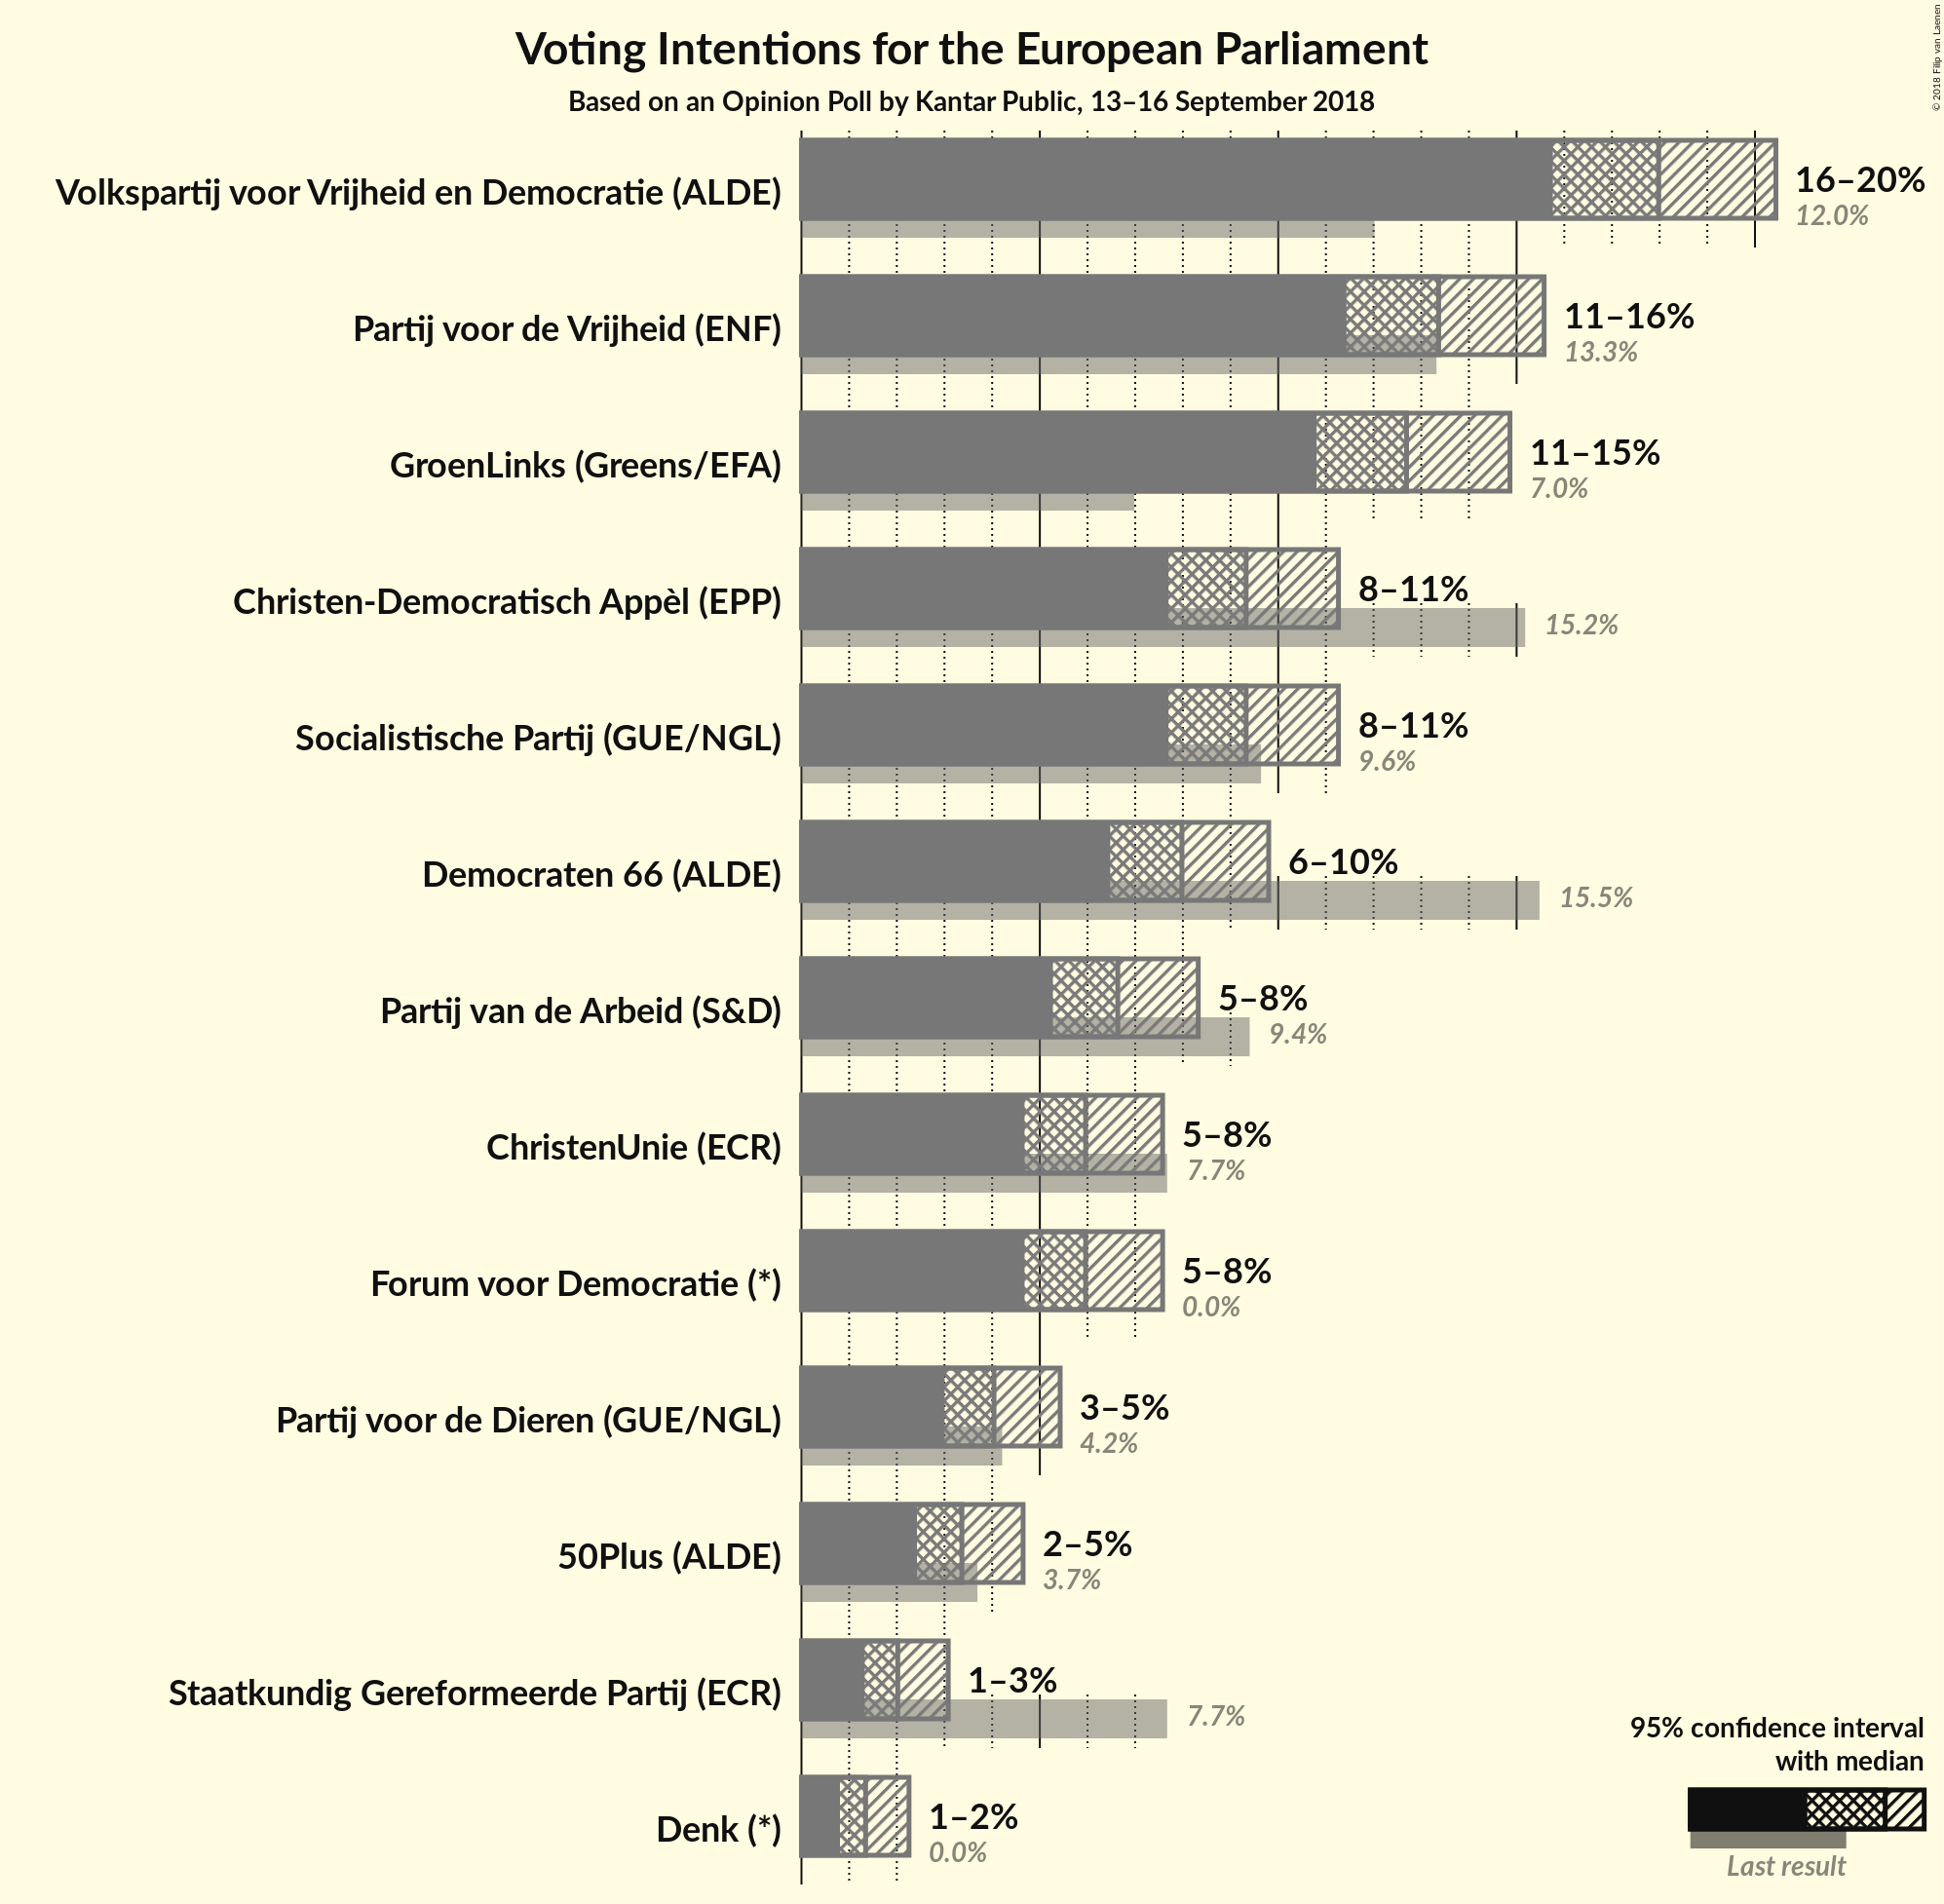 Voting Intentions for the European Parliament
Based on an Opinion Poll by Kantar Public, 13–16 September 2018
© 2018 Filip van Laenen
Volkspartij voor Vrijheid en Democratie (ALDE)
16–20%
12.0%
Partij voor de Vrijheid (ENF)
11–16%
13.3%
GroenLinks (Greens/EFA)
11–15%
7.0%
Christen-Democratisch Appèl (EPP)
8–11%
15.2%
Socialistische Partij (GUE/NGL)
8–11%
9.6%
Democraten 66 (ALDE)
6–10%
15.5%
Partij van de Arbeid (S&D)
5–8%
9.4%
ChristenUnie (ECR)
5–8%
7.7%
Forum voor Democratie (*)
5–8%
0.0%
Partij voor de Dieren (GUE/NGL)
3–5%
4.2%
50Plus (ALDE)
2–5%
3.7%
Staatkundig Gereformeerde Partij (ECR)
1–3%
7.7%
Denk (*)
1–2%
0.0%
95% confidence interval
with median
Last result